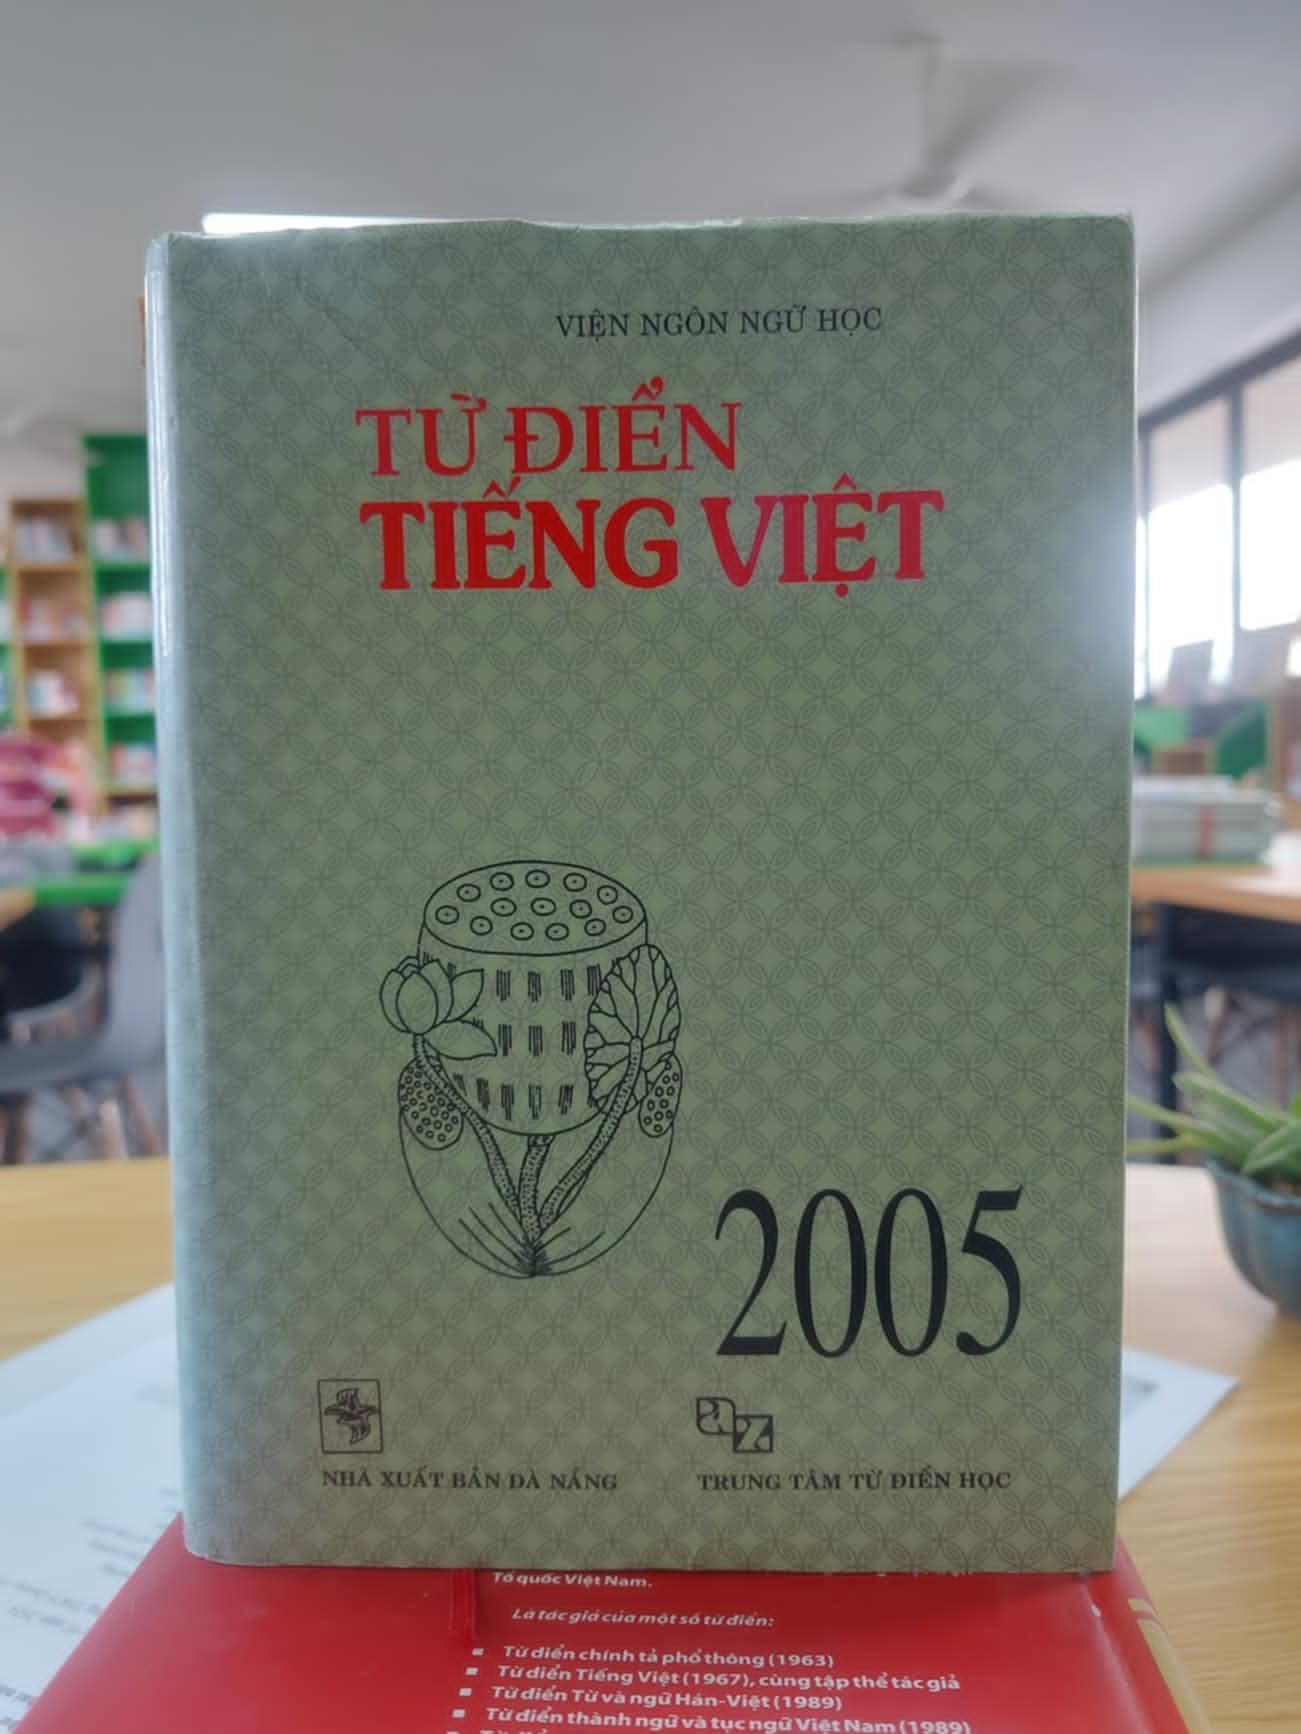 VIỆN NGÔN NGỮ HỌC
TỪ ĐIỂN
TIẾNG VIỆT
2005
az
NHÀ XUẤT BẢN ĐÀ NẴNG
TRUNG TÂM TỪ ĐIỂN HỌC
Tổ quốc Việt Nam.
Là tác giả của một số từ điển:
▪ Từ điển chính tả phổ thông (1963)
▪ Từ điển Tiếng Việt (1967), cùng tập thể tác giả
▪ Từ điển Từ và ngữ Hán-Việt (1989)
▪ Từ điển thành ngữ và tục ngữ Việt Nam (1989)